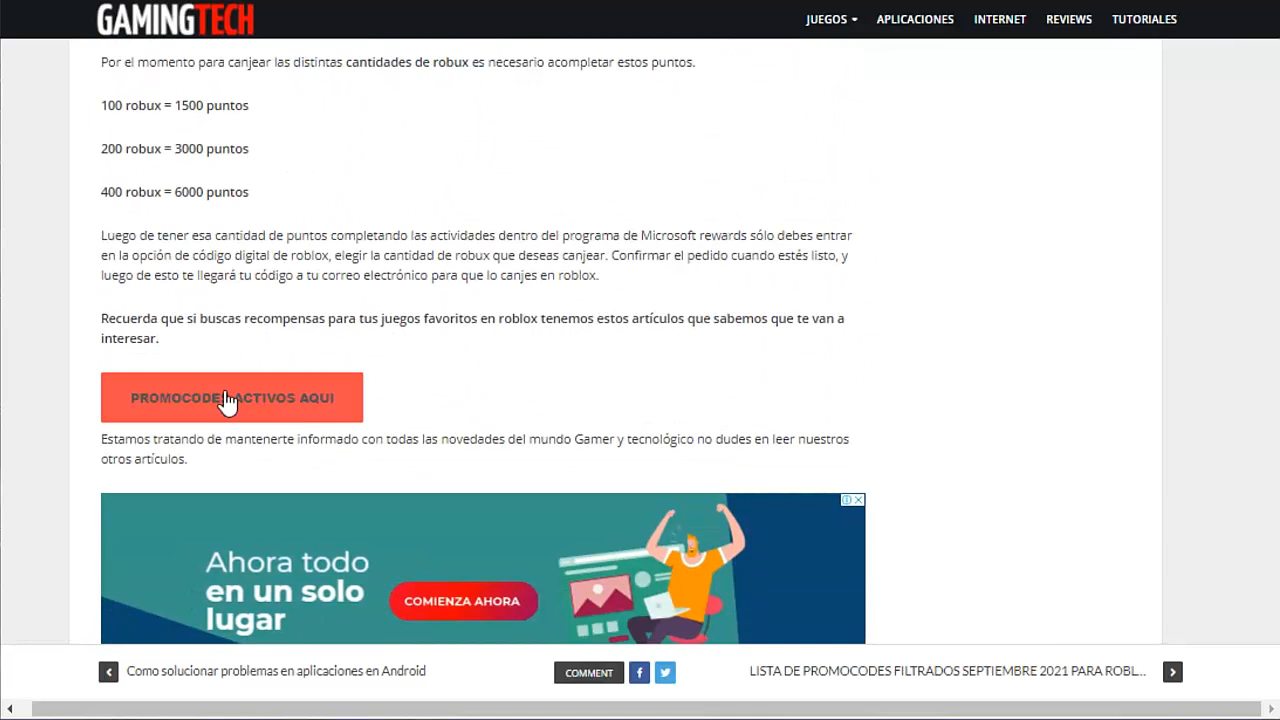 GAMINGTECH
JUEGOS
APLICACIONES
INTERNET
REVIEWS
TUTORIALES
Por el momento para canjear las distintas cantidades de robux es necesario acompletar estos puntos.
100 robux = 1500 puntos
200 robux = 3000 puntos
400 robux = 6000 puntos
Luego de tener esa cantidad de puntos completando las actividades dentro del programa de Microsoft rewards sólo debes entrar
en la opción de código digital de roblox, elegir la cantidad de robux que deseas canjear. Confirmar el pedido cuando estés listo, y
luego de esto te llegará tu código a tu correo electrónico para que lo canjes en roblox.
Recuerda que si buscas recompensas para tus juegos favoritos en roblox tenemos estos artículos que sabemos que te van a
interesar.
PROMOCODES ACTIVOS AQUI
Estamos tratando de mantenerte informado con todas las novedades del mundo Gamer y tecnológico no dudes en leer nuestros
otros artículos.
Ahora todo
en un solo
lugar
COMIENZA AHORA
Como solucionar problemas en aplicaciones en Android
COMMENT
LISTA DE PROMOCODES FILTRADOS SEPTIEMBRE 2021 PARA ROBL...